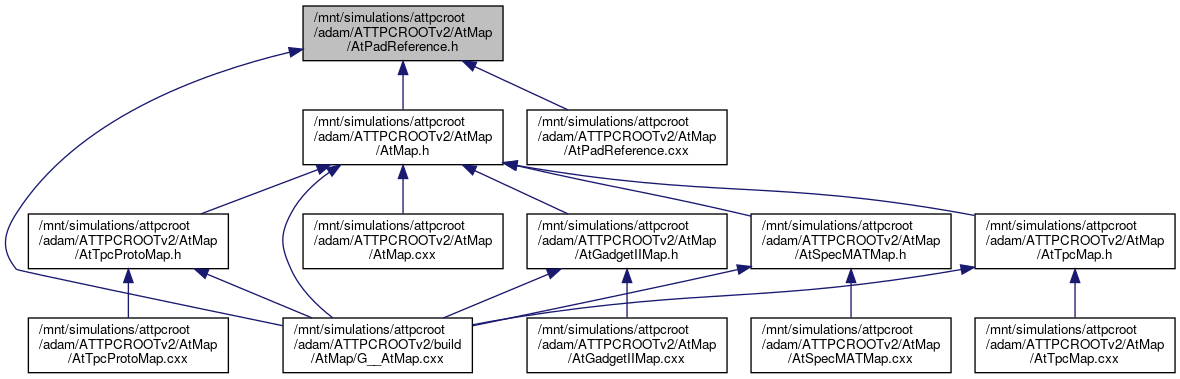 /mnt/simulations/attpcroot
/adam/ATTPCROOTv2/AtMap
/AtPadReference.h
/mnt/simulations/attpcroot
/adam/ATTPCROOTv2/AtMap
/AtMap.h
/mnt/simulations/attpcroot
/adam/ATTPCROOTv2/AtMap
/AtPadReference.cxx
/mnt/simulations/attpcroot
/adam/ATTPCROOTv2/AtMap
/AtTpcProtoMap.h
/mnt/simulations/attpcroot
/adam/ATTPCROOTv2/AtMap
/AtMap.cxx
/mnt/simulations/attpcroot
/adam/ATTPCROOTv2/AtMap
/AtGadgetIIMap.h
/mnt/simulations/attpcroot
/adam/ATTPCROOTv2/AtMap
/AtSpecMATMap.h
/mnt/simulations/attpcroot
/adam/ATTPCROOTv2/AtMap
/AtTpcMap.h
/mnt/simulations/attpcroot
/adam/ATTPCROOTv2/AtMap
/AtTpcProtoMap.cxx
/mnt/simulations/attpcroot
/adam/ATTPCROOTv2/build
/AtMap/G__AtMap.cxx
/mnt/simulations/attpcroot
/adam/ATTPCROOTv2/AtMap
/AtGadgetIIMap.cxx
/mnt/simulations/attpcroot
/adam/ATTPCROOTv2/AtMap
/AtSpecMATMap.cxx
/mnt/simulations/attpcroot
/adam/ATTPCROOTv2/AtMap
/AtTpcMap.cxx